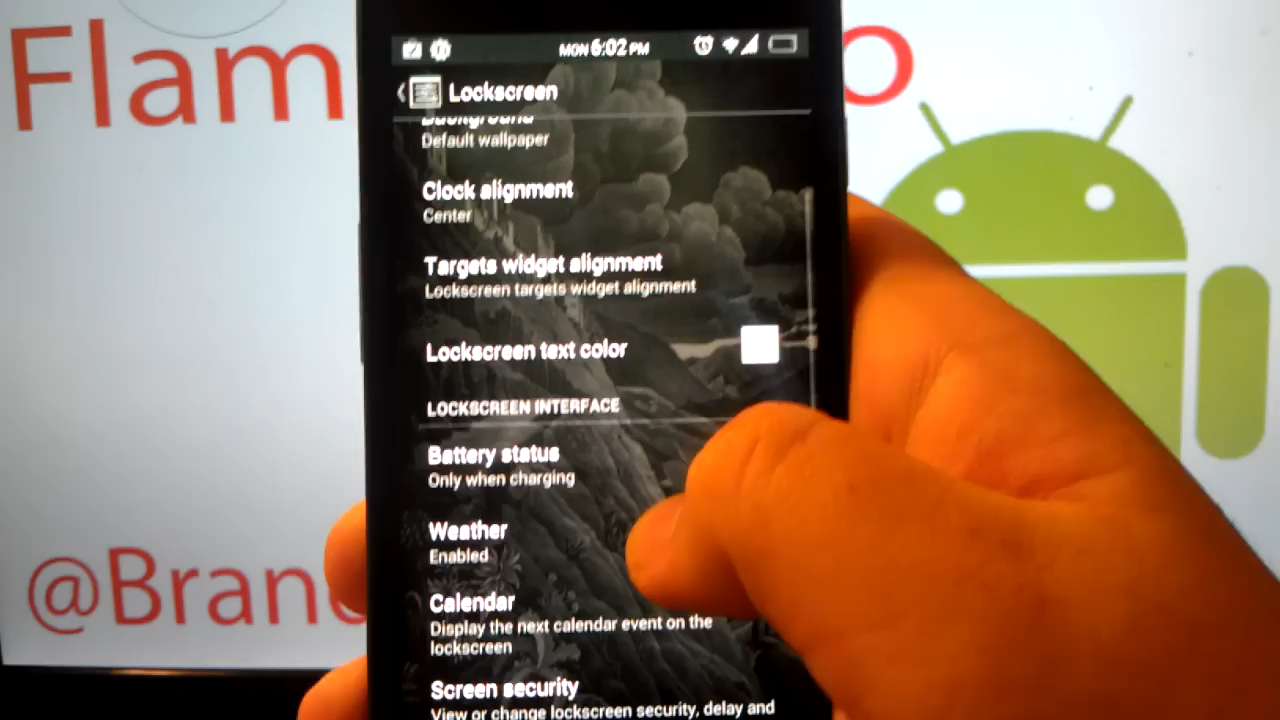 Flam
O
MON 6:02 PM
Lockscreen
Background
Default wallpaper
Clock alignment
Center
Targets widget alignment
Lockscreen targets widget alignment
Lockscreen text color
LOCKSCREEN INTERFACE
Battery status
Only when charging
Weather
Enabled
Calendar
Display the next calendar event on the
lockscreen
Screen security
View or change lockscreen security, delay and
@Brand